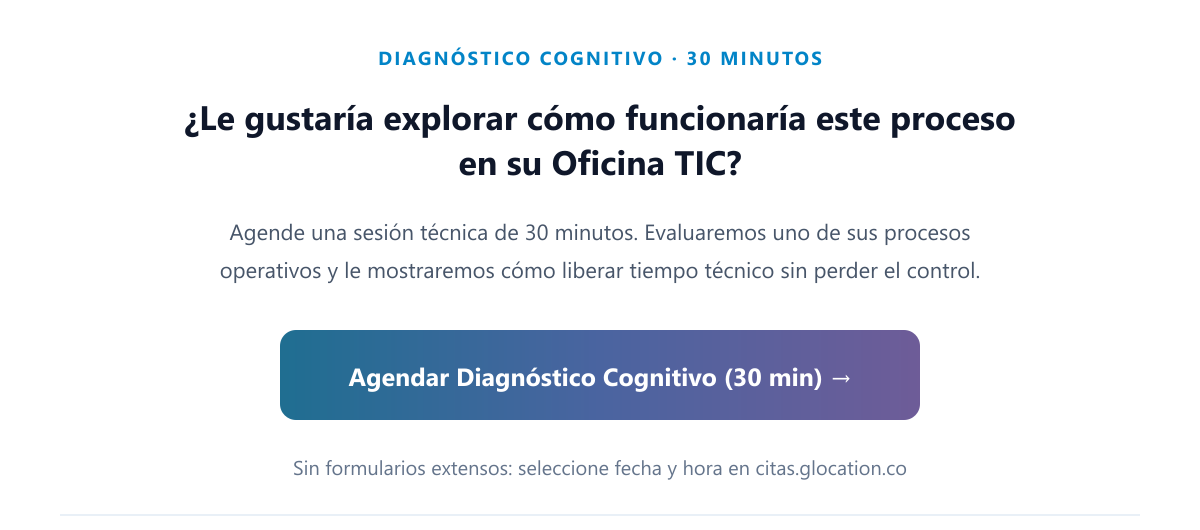 DIAGNÓSTICO COGNITIVO · 30 MINUTOS
¿Le gustaría explorar cómo funcionaría este proceso
en su Oficina TIC?
Agende una sesión técnica de 30 minutos. Evaluaremos uno de sus procesos
operativos y le mostraremos cómo liberar tiempo técnico sin perder el control.
Agendar Diagnóstico Cognitivo (30 min) →
Sin formularios extensos: seleccione fecha y hora en citas.glocation.co